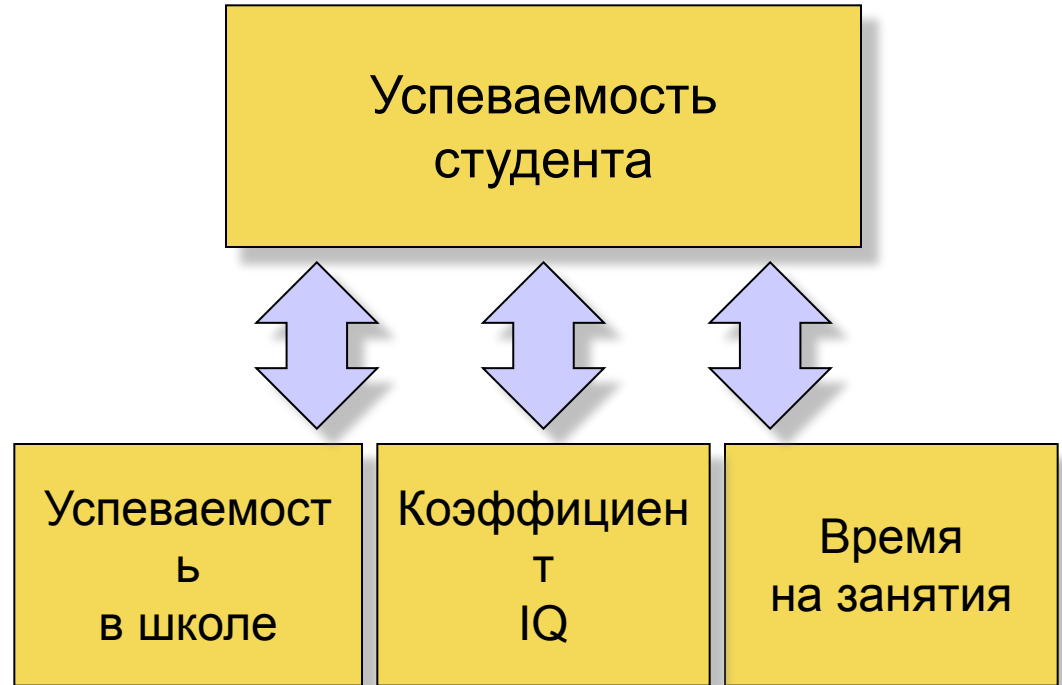 Успеваемость
студента
Успеваемост
ь
в школе
Коэффициен
т
IQ
Время
на занятия